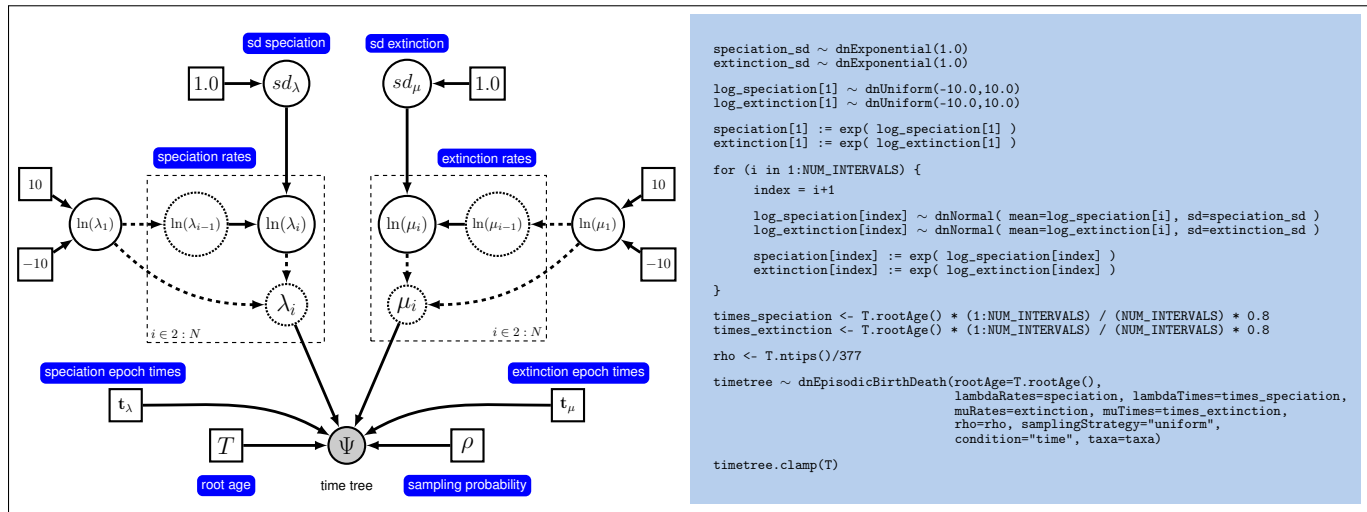 sd speciation
sd extinction
1.0
sd_λ
sd_μ
1.0
speciation rates
extinction rates
10
−10
ln(λ_1)
ln(λ_{i−1})
ln(λ_i)
ln(μ_i)
ln(μ_{i−1})
ln(μ_1)
10
−10
λ_i
μ_i
i ∈ 2 : N
i ∈ 2 : N
speciation epoch times
extinction epoch times
t_λ
t_μ
T
Ψ
ρ
root age
time tree
sampling probability
speciation_sd ∼ dnExponential(1.0)
extinction_sd ∼ dnExponential(1.0)
log_speciation[1] ∼ dnUniform(-10.0,10.0)
log_extinction[1] ∼ dnUniform(-10.0,10.0)
speciation[1] := exp( log_speciation[1] )
extinction[1] := exp( log_extinction[1] )
for (i in 1:NUM_INTERVALS) {
index = i+1
log_speciation[index] ∼ dnNormal( mean=log_speciation[i], sd=speciation_sd )
log_extinction[index] ∼ dnNormal( mean=log_extinction[i], sd=extinction_sd )
speciation[index] := exp( log_speciation[index] )
extinction[index] := exp( log_extinction[index] )
}
times_speciation <- T.rootAge() * (1:NUM_INTERVALS) / (NUM_INTERVALS) * 0.8
times_extinction <- T.rootAge() * (1:NUM_INTERVALS) / (NUM_INTERVALS) * 0.8
rho <- T.ntips()/377
timetree ∼ dnEpisodicBirthDeath(rootAge=T.rootAge(),
lambdaRates=speciation, lambdaTimes=times_speciation,
muRates=extinction, muTimes=times_extinction,
rho=rho, samplingStrategy="uniform",
condition="time", taxa=taxa)
timetree.clamp(T)